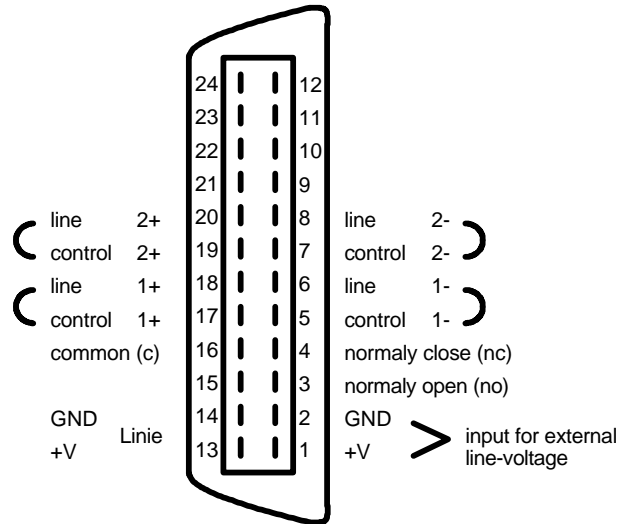 24 12
23 11
22 10
21 9
line 2+ 20 8 line 2-
control 2+ 19 7 control 2-
line 1+ 18 6 line 1-
control 1+ 17 5 control 1-
common (c) 16 4 normaly close (nc)
15 3 normaly open (no)
GND 14 2 GND
Linie input for external
+V 13 1 +V line-voltage